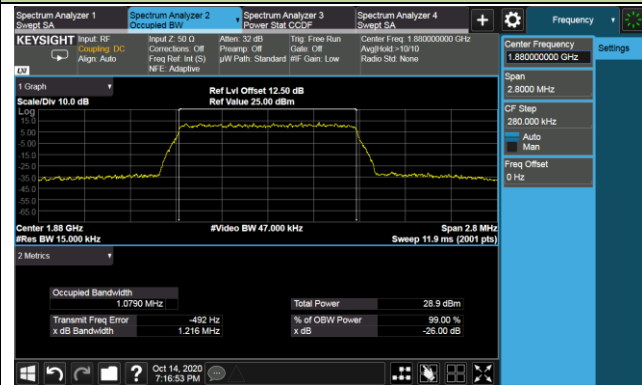 Spectrum Analyzer 1
Swept SA
Spectrum Analyzer 2
Occupied BW
Spectrum Analyzer 3
Power Stat CCDF
Spectrum Analyzer 4
Swept SA
+
Frequency
KEYSIGHT
LXI
Input: RF
Coupling: DC
Align: Auto
Input Z: 50 Ω
Corrections: Off
Freq Ref: Int (S)
NFE: Adaptive
Atten: 32 dB
Preamp: Off
µW Path: Standard
Trig: Free Run
Gate: Off
#IF Gain: Low
Center Freq: 1.880000000 GHz
Avg|Hold:>10/10
Radio Std: None
Center Frequency
1.880000000 GHz
Settings
Span
2.8000 MHz
CF Step
280.000 kHz
Auto
Man
Freq Offset
0 Hz
1 Graph
Scale/Div 10.0 dB
Ref Lvl Offset 12.50 dB
Ref Value 25.00 dBm
Log
15.0
5.00
-5.00
-15.0
-25.0
-35.0
-45.0
-55.0
-65.0
Center 1.88 GHz
#Video BW 47.000 kHz
Span 2.8 MHz
#Res BW 15.000 kHz
Sweep 11.9 ms (2001 pts)
2 Metrics
Occupied Bandwidth
1.0790 MHz
Total Power 28.9 dBm
Transmit Freq Error -492 Hz
% of OBW Power 99.00 %
x dB Bandwidth 1.216 MHz
x dB -26.00 dB
?
Oct 14, 2020
7:16:53 PM